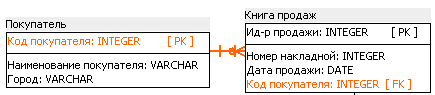 Покупатель
Код покупателя: INTEGER [ PK ]
Наименование покупателя: VARCHAR
Город: VARCHAR
Книга продаж
Ид-р продажи: INTEGER [ PK ]
Номер накладной: INTEGER
Дата продажи: DATE
Код покупателя: INTEGER [ FK ]